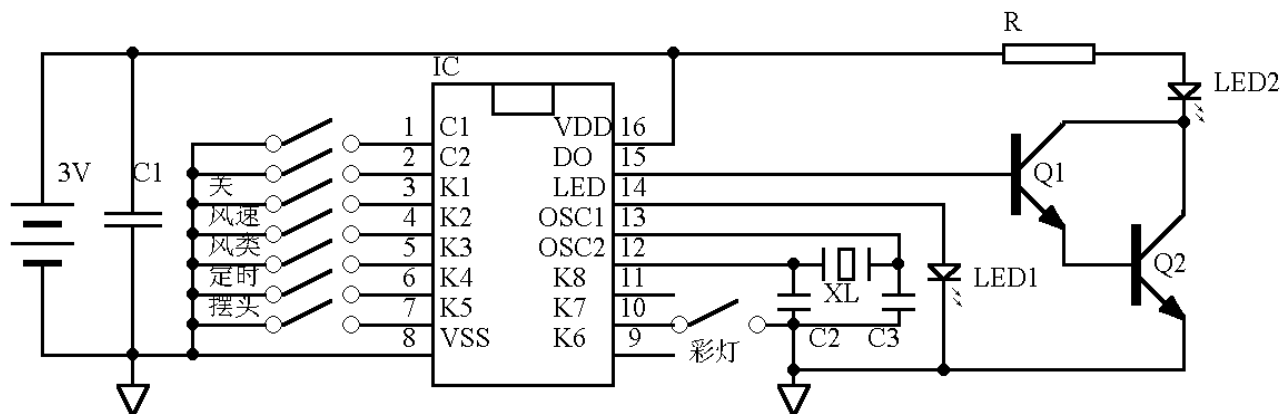 R
IC
LED2
3V
C1
1 C1 VDD 16
2 C2 DO 15
关 3 K1 LED 14
风速 4 K2 OSC1 13
风类 5 K3 OSC2 12
定时 6 K4 K8 11
摆头 7 K5 K7 10
8 VSS K6 9
Q1
Q2
XL
LED1
C2
C3
彩灯